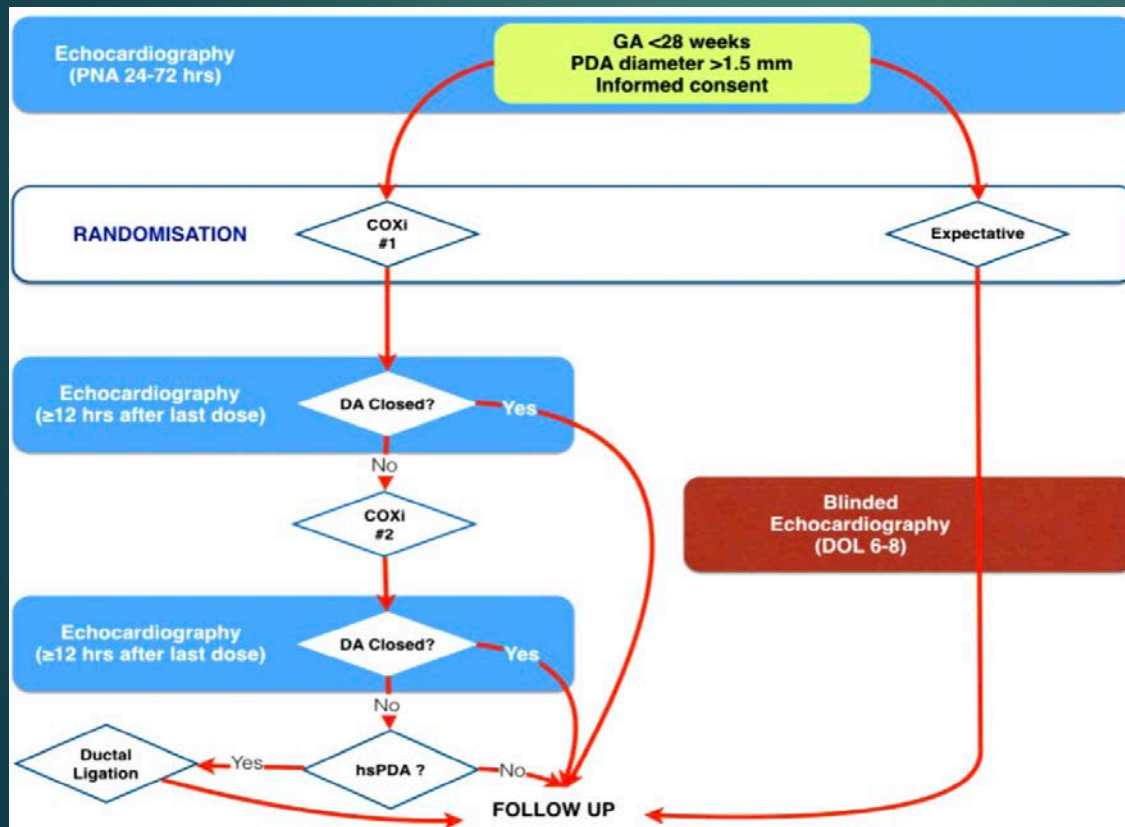 Echocardiography
(PNA 24-72 hrs)
GA <28 weeks
PDA diameter >1.5 mm
Informed consent
RANDOMISATION
COXi
#1
Expectative
Echocardiography
(≥12 hrs after last dose)
DA Closed?
Yes
No
COXi
#2
Blinded
Echocardiography
(DOL 6-8)
Echocardiography
(≥12 hrs after last dose)
DA Closed?
Yes
No
Ductal
Ligation
Yes
hsPDA ?
No
FOLLOW UP